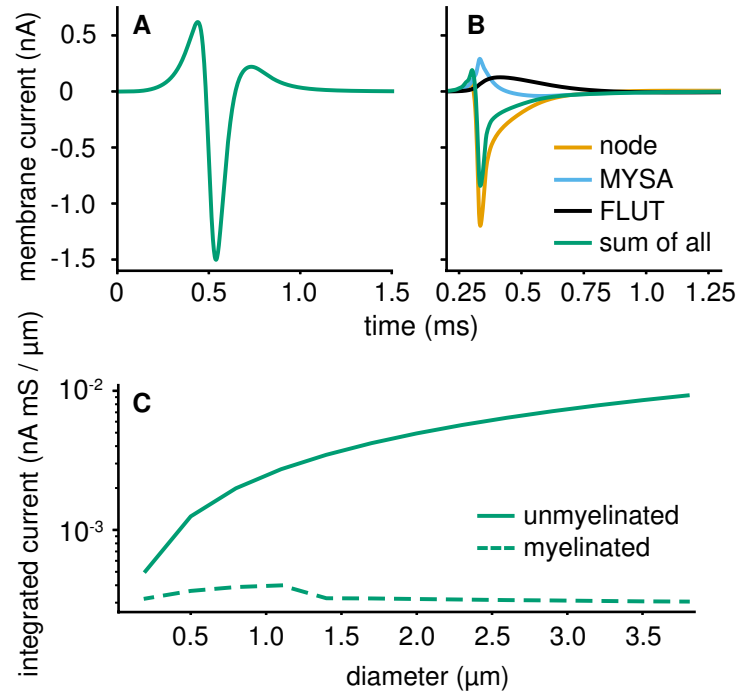 membrane current (nA)
0.5
0
-0.5
-1.0
-1.5
A
0
0.5
1.0
1.5
B
node
MYSA
FLUT
sum of all
0.25
0.5
0.75
1.0
1.25
time (ms)
integrated current (nA mS / µm)
10⁻²
10⁻³
C
unmyelinated
myelinated
0.5
1.0
1.5
2.0
2.5
3.0
3.5
diameter (µm)